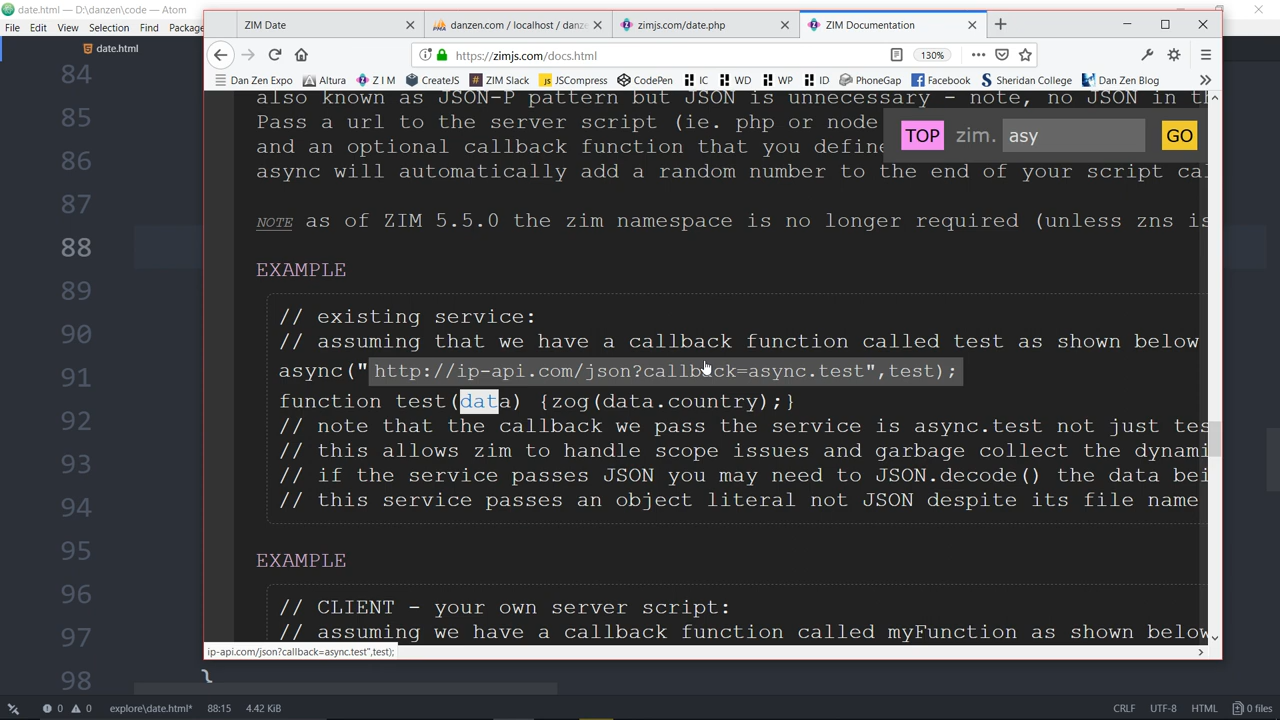 date.html — D:\danzen\code — Atom
File Edit View Selection Find Package
date.html
ZIM Date
danzen.com / localhost / danze
zimjs.com/date.php
ZIM Documentation
https://zimjs.com/docs.html
130%
Dan Zen Expo Altura Z I M CreateJS ZIM Slack JSCompress CodePen IC WD WP ID PhoneGap Facebook Sheridan College Dan Zen Blog
also known as JSON-P pattern but JSON is unnecessary - note, no JSON in th
Pass a url to the server script (ie. php or node
and an optional callback function that you define
async will automatically add a random number to the end of your script cal
TOP zim. asy GO
NOTE as of ZIM 5.5.0 the zim namespace is no longer required (unless zns is
EXAMPLE
// existing service:
// assuming that we have a callback function called test as shown below
async("http://ip-api.com/json?callback=async.test",test);
function test(data) {zog(data.country);}
// note that the callback we pass the service is async.test not just tes
// this allows zim to handle scope issues and garbage collect the dynami
// if the service passes JSON you may need to JSON.decode() the data bei
// this service passes an object literal not JSON despite its file name
EXAMPLE
// CLIENT - your own server script:
// assuming we have a callback function called myFunction as shown below
ip-api.com/json?callback=async.test",test);
84
85
86
87
88
89
90
91
92
93
94
95
96
97
98
}
0 0 explore\date.html* 88:15 4.42 KiB
CRLF UTF-8 HTML 0 files